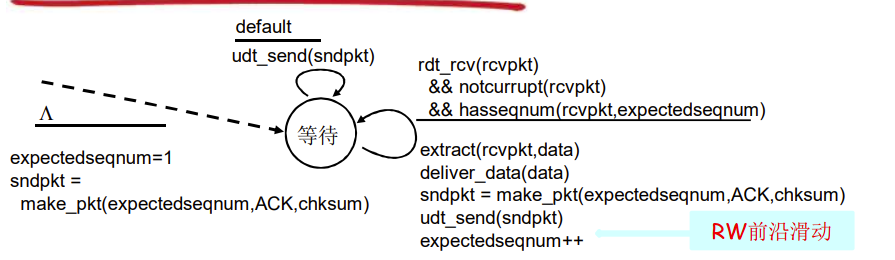 default
udt_send(sndpkt)
Λ
expectedseqnum=1
sndpkt =
make_pkt(expectedseqnum,ACK,chksum)
等待
rdt_rcv(rcvpkt)
&& notcurrupt(rcvpkt)
&& hasseqnum(rcvpkt,expectedseqnum)
extract(rcvpkt,data)
deliver_data(data)
sndpkt = make_pkt(expectedseqnum,ACK,chksum)
udt_send(sndpkt)
expectedseqnum++
RW前沿滑动